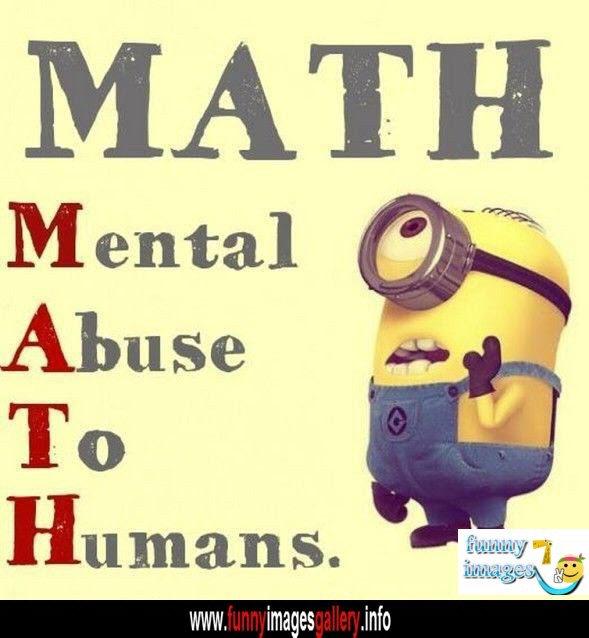 MATH
Mental
Abuse
To
Humans.
funny
images
www.funnyimagesgallery.info